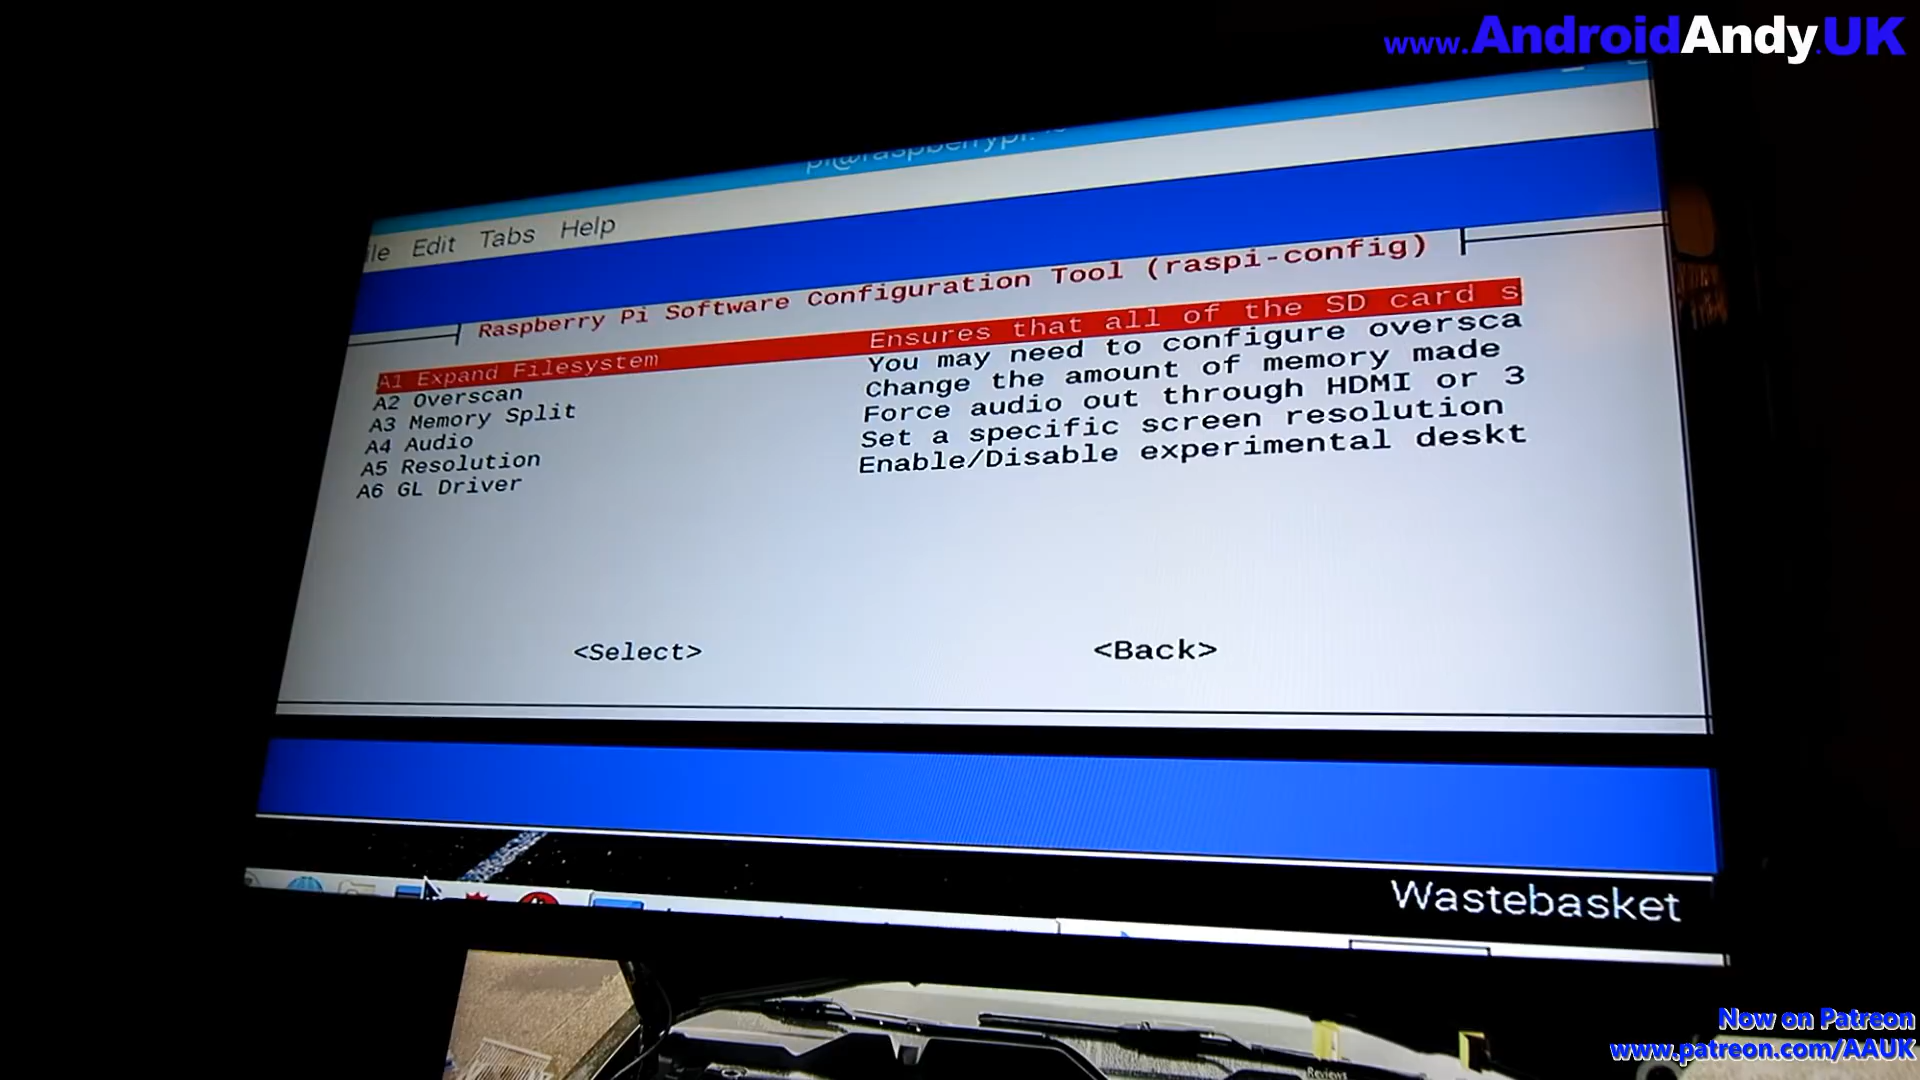 www.AndroidAndy.UK
pi@raspberrypi:
ile Edit Tabs Help
Raspberry Pi Software Configuration Tool (raspi-config)
A1 Expand Filesystem Ensures that all of the SD card s
A2 Overscan You may need to configure oversca
A3 Memory Split Change the amount of memory made
A4 Audio Force audio out through HDMI or 3
A5 Resolution Set a specific screen resolution
A6 GL Driver Enable/Disable experimental deskt
<Select> <Back>
Wastebasket
Now on Patreon
www.patreon.com/AAUK
Reviews